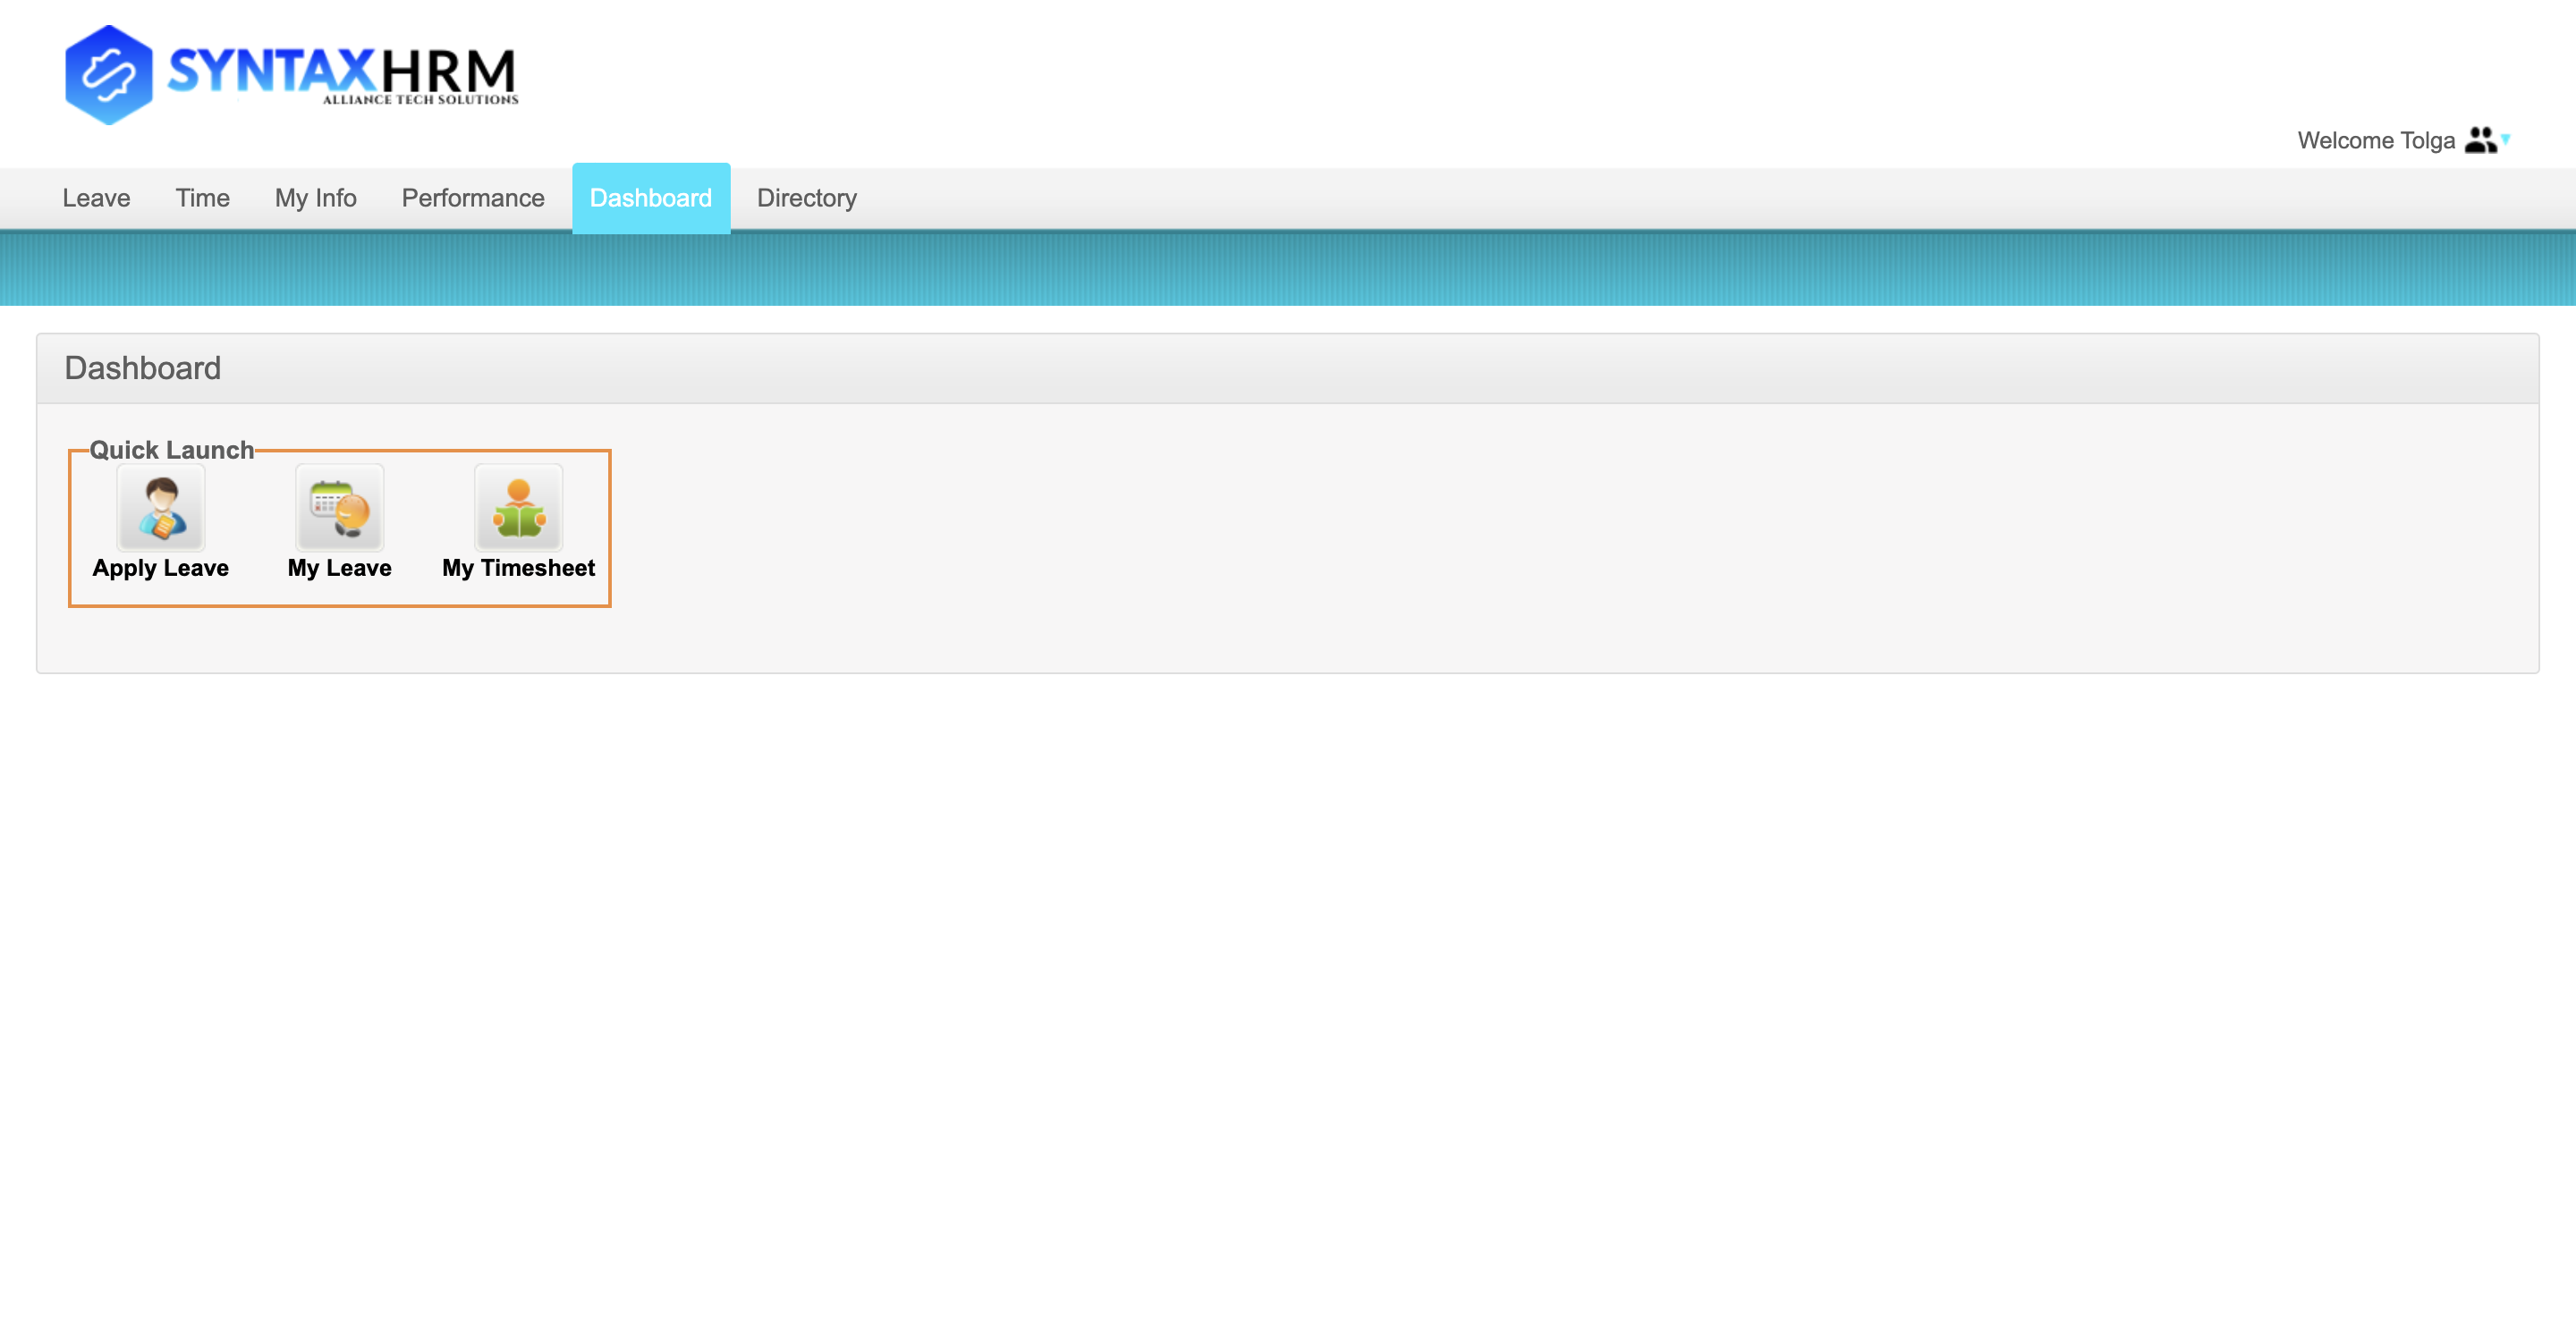 SYNTAXHRM
ALLIANCE TECH SOLUTIONS
Welcome Tolga
Leave Time My Info Performance Dashboard Directory
Dashboard
Quick Launch
Apply Leave My Leave My Timesheet